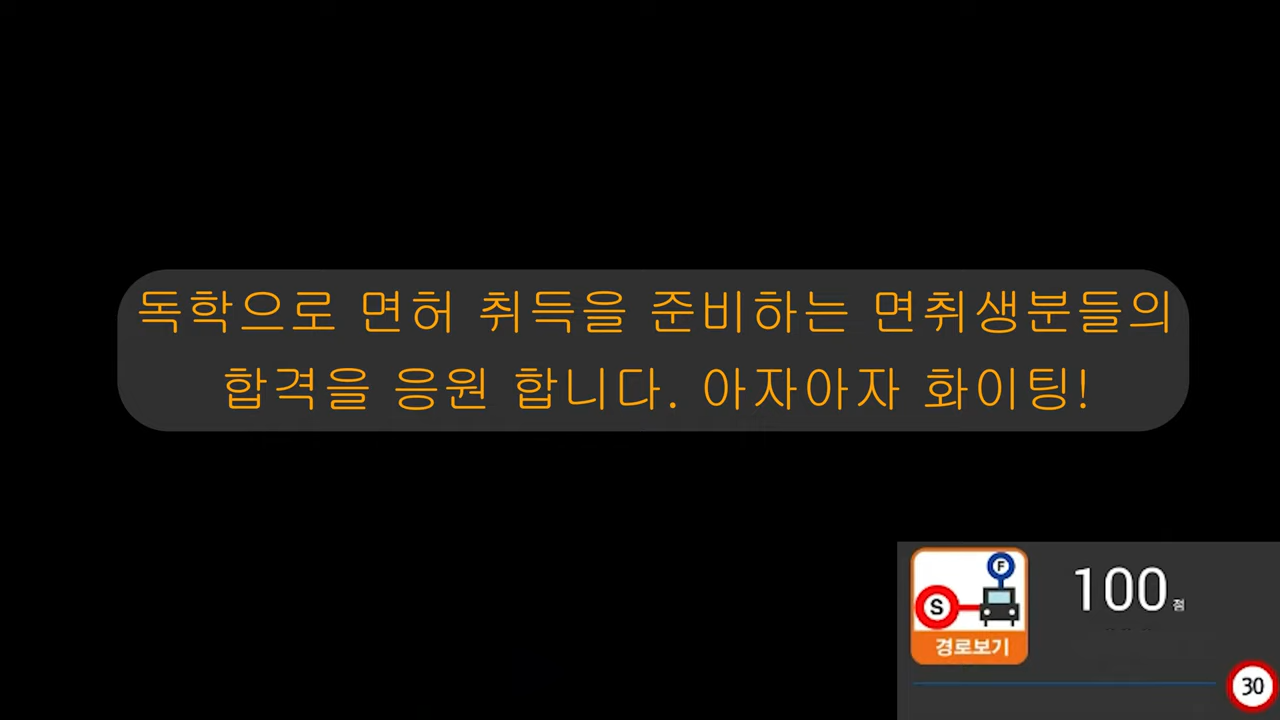 독학으로 면허 취득을 준비하는 면취생분들의
합격을 응원 합니다. 아자아자 화이팅!
F
S
경로보기
100점
30